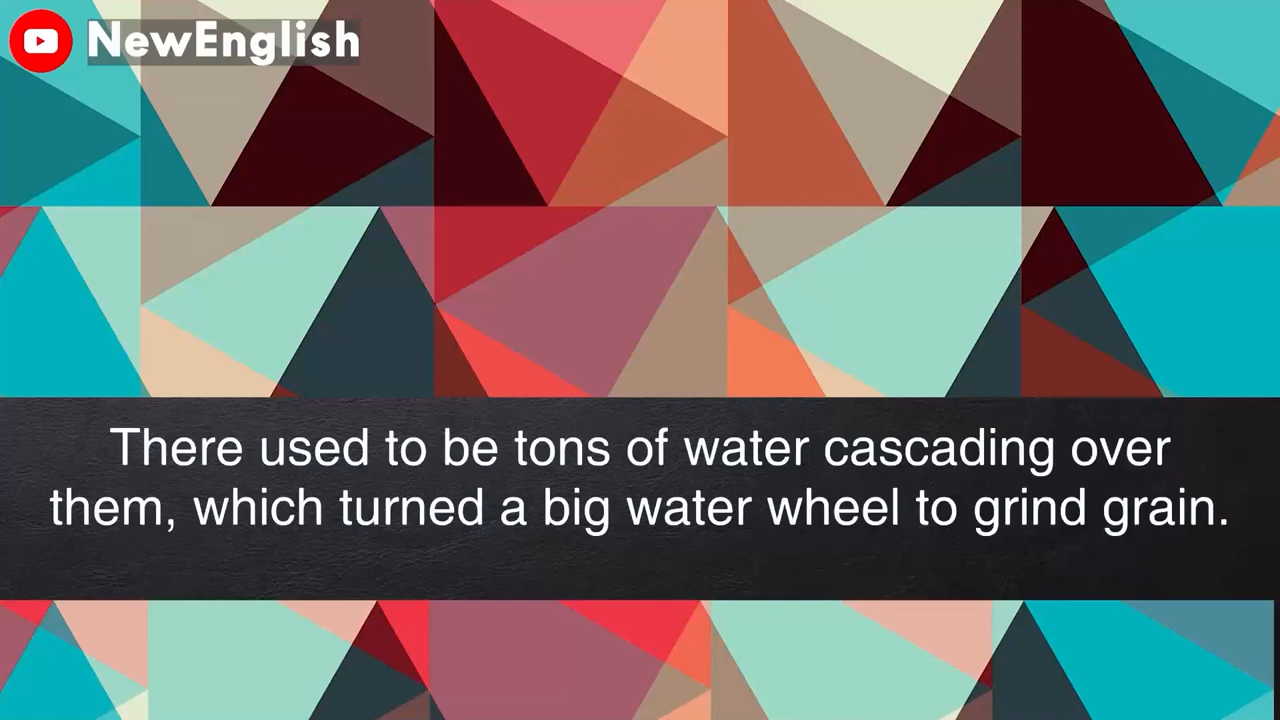 NewEnglish
There used to be tons of water cascading over
them, which turned a big water wheel to grind grain.